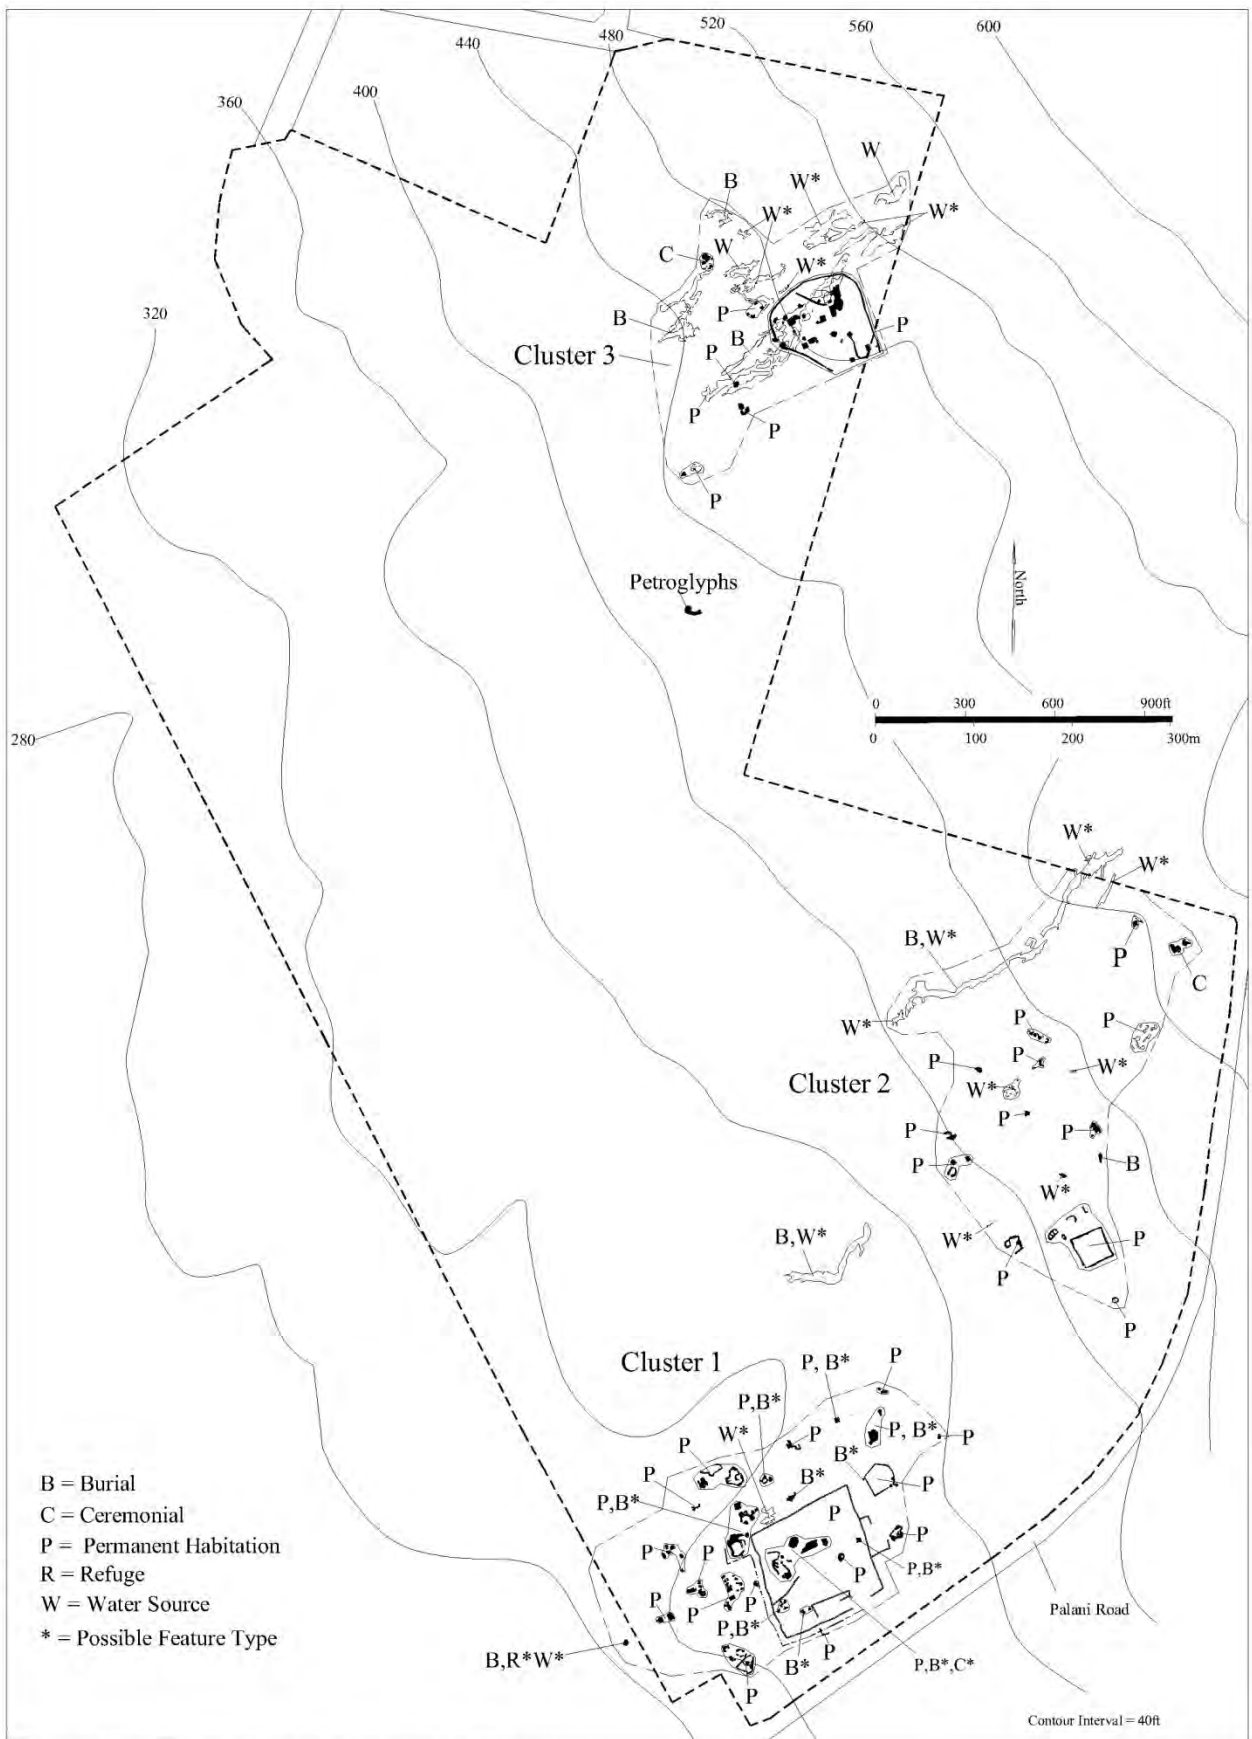 520
560
600
480
440
400
360
W
B
W*
W*
W*
C
W
W*
320
P
B
B
P
Cluster 3
P
P
P
P
Petroglyphs
North
0 300 600 900ft
0 100 200 300m
280
W*
W*
B,W*
P
C
W*
P
P
P
P
W*
Cluster 2
W*
P
P
P
P
B
W*
B,W*
W*
P
P
P
Cluster 1
P, B*
P
P,B*
W*
P
P, B*
P
P
B*
P
B*
P
P,B*
P
P
P
P
P
P,B*
P
P
P
P
P,B*
P
B,R*W*
B*
P,B*,C*
P
Palani Road
B = Burial
C = Ceremonial
P = Permanent Habitation
R = Refuge
W = Water Source
* = Possible Feature Type
Contour Interval = 40ft